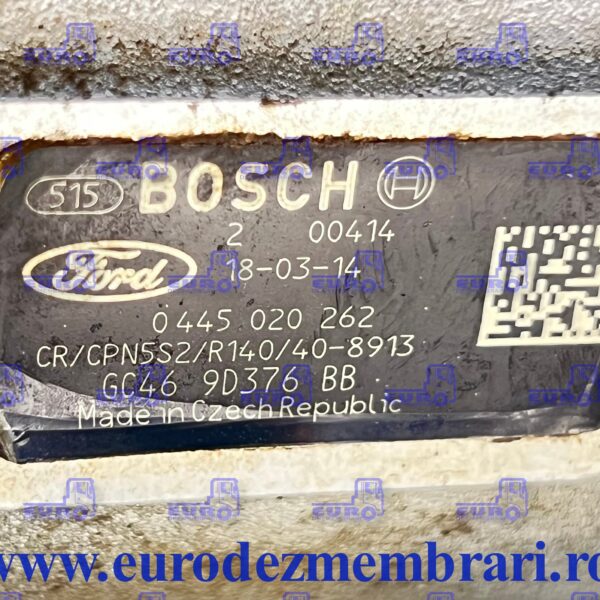 515 BOSCH
2 00414
Ford 18-03-14
0 445 020 262
CR/CPN5S2/R140/40-8913
GC46 9D376 BB
Made in Czech Republic
www.eurodezmembrari.ro